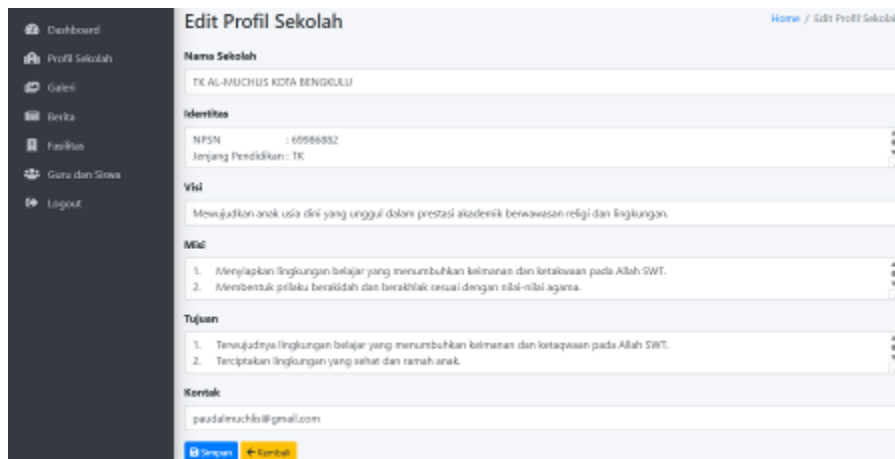 Dashboard
Profil Sekolah
Galeri
Berita
Fasilitas
Guru dan Siswa
Logout
Edit Profil Sekolah
Home / Edit Profil Sekolah
Nama Sekolah
TK AL-MUCHLIS KOTA BENGKULU
Identitas
NPSN : 69986882
Jenjang Pendidikan : TK
Visi
Mewujudkan anak usia dini yang unggul dalam prestasi akademik berwawasan religi dan lingkungan.
Misi
1. Menyiapkan lingkungan belajar yang menumbuhkan keimanan dan ketakwaan pada Allah SWT.
2. Membentuk prilaku berakidah dan berakhlak sesuai dengan nilai-nilai agama.
Tujuan
1. Terwujudnya lingkungan belajar yang menumbuhkan keimanan dan ketaqwaan pada Allah SWT.
2. Terciptakan lingkungan yang sehat dan ramah anak.
Kontak
paudalmuchlis@gmail.com
Simpan
Kembali